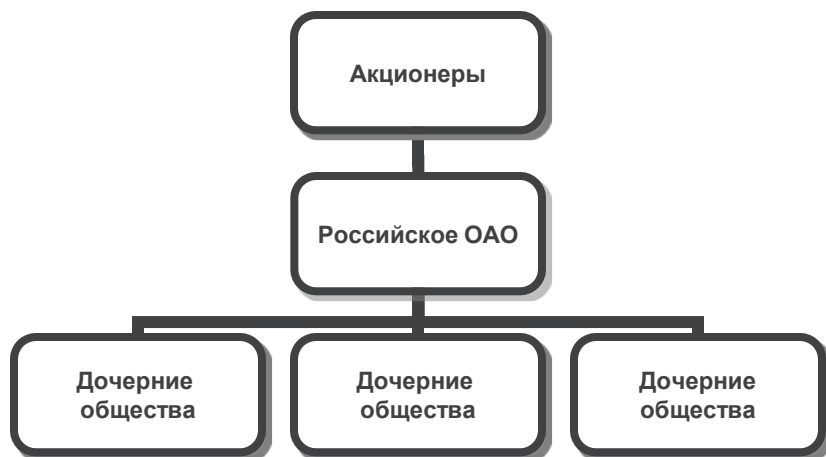 Акционеры
Российское ОАО
Дочерние
общества
Дочерние
общества
Дочерние
общества